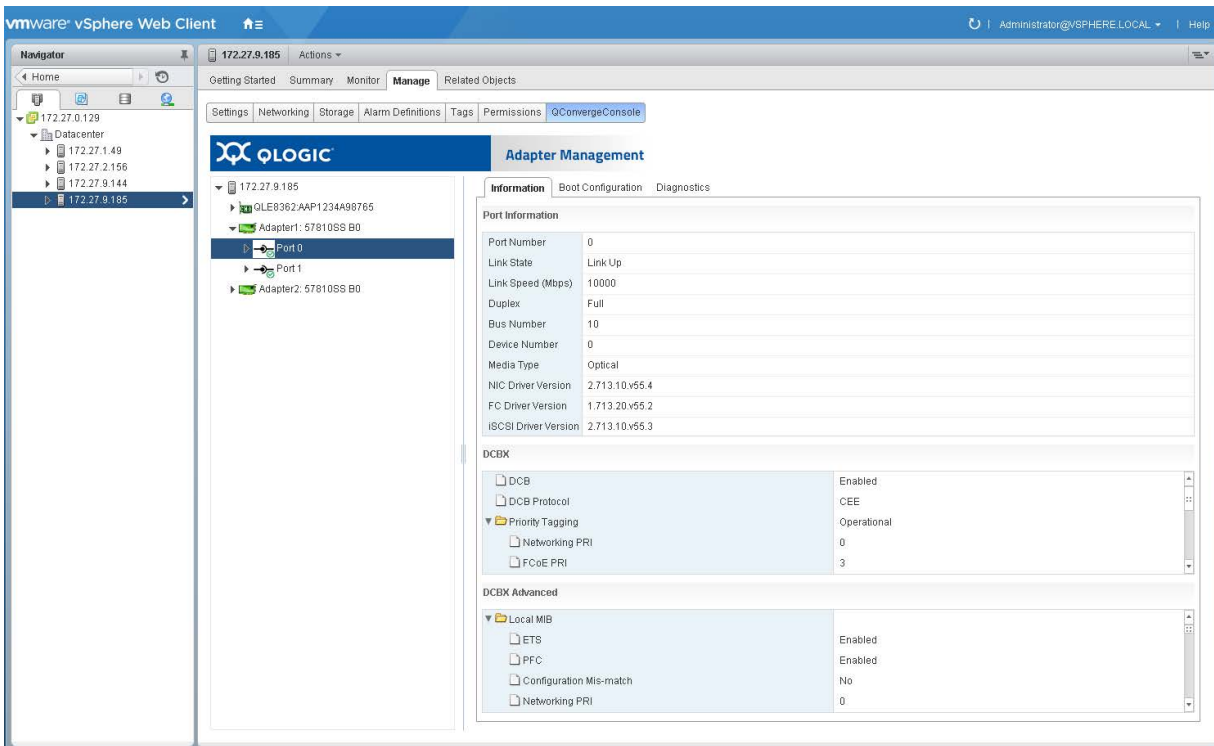 vmware® vSphere Web Client
Administrator@VSPHERE.LOCAL | Help
Navigator
Home
172.27.0.129
Datacenter
172.27.1.49
172.27.2.156
172.27.9.144
172.27.9.185
172.27.9.185 Actions
Getting Started Summary Monitor Manage Related Objects
Settings Networking Storage Alarm Definitions Tags Permissions QConvergeConsole
QLOGIC
Adapter Management
172.27.9.185
QLE8362:AAP1234A98765
Adapter1: 57810SS B0
Port 0
Port 1
Adapter2: 57810SS B0
Information Boot Configuration Diagnostics
Port Information
Port Number 0
Link State Link Up
Link Speed (Mbps) 10000
Duplex Full
Bus Number 10
Device Number 0
Media Type Optical
NIC Driver Version 2.713.10.v55.4
FC Driver Version 1.713.20.v55.2
iSCSI Driver Version 2.713.10.v55.3
DCBX
DCB Enabled
DCB Protocol CEE
Priority Tagging Operational
Networking PRI 0
FCoE PRI 3
DCBX Advanced
Local MIB
ETS Enabled
PFC Enabled
Configuration Mis-match No
Networking PRI 0